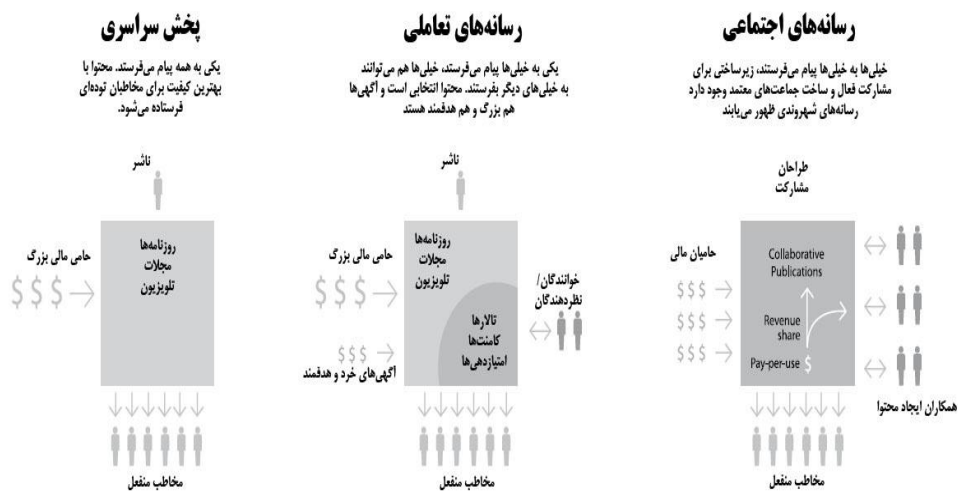 رسانه‌های اجتماعی
خیلی‌ها به خیلی‌ها پیام می‌فرستند، زیرساختی برای
مشارکت فعال و ساخت جماعت‌های معتمد وجود دارد
رسانه‌های شهروندی ظهور می‌یابند
طراحان
مشارکت
حامیان مالی
$$$
$$$
$$$
Collaborative
Publications
Revenue
share
Pay-per-use $
همکاران ایجاد محتوا
مخاطب منفعل
رسانه‌های تعاملی
یکی به خیلی‌ها پیام می‌فرستد، خیلی‌ها هم می‌توانند
به خیلی‌های دیگر بفرستند. محتوا انتخابی است و آگهی‌ها
هم بزرگ و هم هدفمند هستند
ناشر
حامی مالی بزرگ
$$$
روزنامه‌ها
مجلات
تلویزیون
تالارها
کامنت‌ها
امتیازدهی‌ها
خوانندگان/
نظردهندگان
$$$
آگهی‌های خرد و هدفمند
مخاطب منفعل
پخش سراسری
یکی به همه پیام می‌فرستد. محتوا با
بهترین کیفیت برای مخاطبان توده‌ای
فرستاده می‌شود.
ناشر
حامی مالی بزرگ
$$$
روزنامه‌ها
مجلات
تلویزیون
مخاطب منفعل